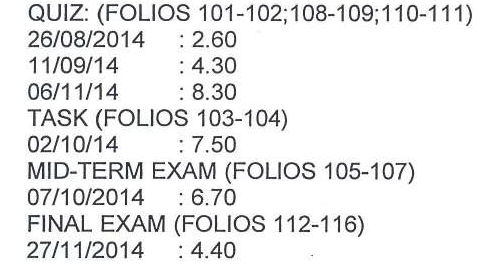 QUIZ: (FOLIOS 101-102;108-109;110-111)
26/08/2014 : 2.60
11/09/14 : 4.30
06/11/14 : 8.30
TASK (FOLIOS 103-104)
02/10/14 : 7.50
MID-TERM EXAM (FOLIOS 105-107)
07/10/2014 : 6.70
FINAL EXAM (FOLIOS 112-116)
27/11/2014 : 4.40